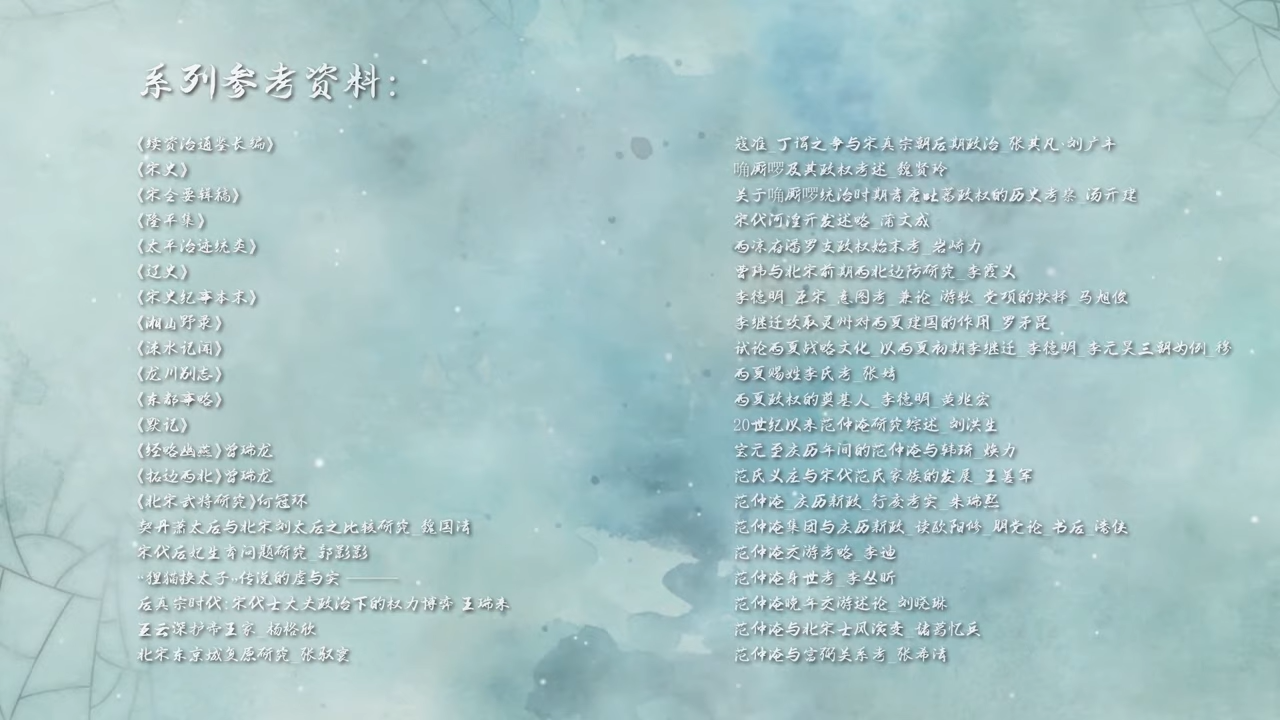 系列参考资料：
《续资治通鉴长编》
《宋史》
《宋会要辑稿》
《隆平集》
《太平治迹统类》
《辽史》
《宋史纪事本末》
《湘山野录》
《涑水记闻》
《龙川别志》
《东都事略》
《默记》
《经略幽燕》曾瑞龙
《拓边西北》曾瑞龙
《北宋武将研究》何冠环
契丹萧太后与北宋刘太后之比较研究_魏国清
宋代后妃生育问题研究_郭影影
“狸猫换太子”传说的虚与实 ———
后真宗时代:宋代士大夫政治下的权力博弈 王瑞来
五云深护帝王家_杨格欣
北宋东京城复原研究_张驭寰
寇准_丁谓之争与宋真宗朝后期政治_张其凡·刘广丰
唃厮啰及其政权考述_魏贤玲
关于唃厮啰统治时期青唐吐蕃政权的历史考察_汤开建
宋代河湟开发述略_蒲文成
西凉府潘罗支政权始末考_岩崎力
曹玮与北宋前期西北边防研究_李霞义
李德明_王宋_意图考_兼论_游牧_党项的抉择_马旭俊
李继迁攻取灵州对西夏建国的作用_罗矛昆
试论西夏战略文化_以西夏初期李继迁_李德明_李元昊三朝为例_穆
西夏赐姓李氏考_张婧
西夏政权的奠基人_李德明_黄兆宏
20世纪以来范仲淹研究综述_刘洪生
宝元至庆历年间的范仲淹与韩琦_焕力
范氏义庄与宋代范氏家族的发展_王善军
范仲淹_庆历新政_行废考实_朱瑞熙
范仲淹集团与庆历新政_读欧阳修_朋党论_书后_漆侠
范仲淹交游考略_李迪
范仲淹身世考_李丛昕
范仲淹晚年交游述论_刘晓琳
范仲淹与北宋士风演变_诸葛忆兵
范仲淹与富弼关系考_张希清